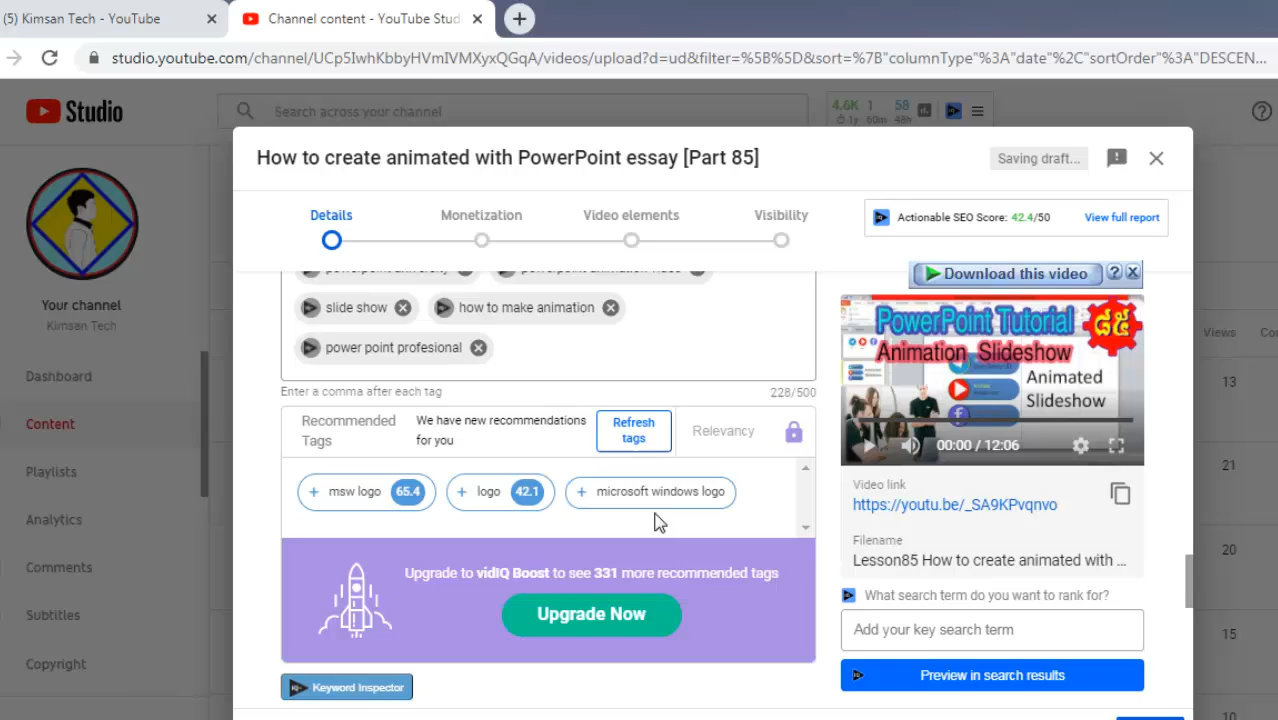 (5) Kimsan Tech - YouTube
Channel content - YouTube Stud
studio.youtube.com/channel/UCp5IwhKbbyHVmIVMXyxQGqA/videos/upload?d=ud&filter=%5B%5D&sort=%7B"columnType"%3A"date"%2C"sortOrder"%3A"DESCEN...
Studio
Search across your channel
4.6K 1 58
1y 60m 48h
How to create animated with PowerPoint essay [Part 85]
Saving draft...
Details
Monetization
Video elements
Visibility
Actionable SEO Score: 42.4/50
View full report
Your channel
Kimsan Tech
Dashboard
Content
Playlists
Analytics
Comments
Subtitles
Copyright
slide show
how to make animation
power point profesional
Enter a comma after each tag
228/500
Recommended Tags
We have new recommendations for you
Refresh tags
Relevancy
+ msw logo 65.4
+ logo 42.1
+ microsoft windows logo
Upgrade to vidIQ Boost to see 331 more recommended tags
Upgrade Now
Keyword Inspector
Download this video
?
PowerPoint Tutorial
៨៥
Animation Slideshow
Animated
Slideshow
00:00 / 12:06
Video link
https://youtu.be/_SA9KPvqnvo
Filename
Lesson85 How to create animated with ...
What search term do you want to rank for?
Add your key search term
Preview in search results
Views
13
21
20
15
10